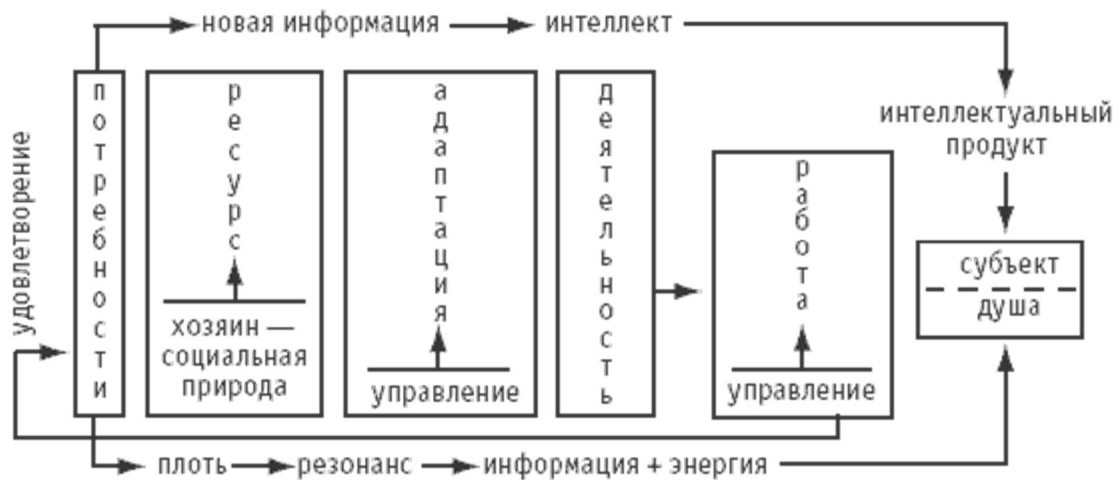 новая информация
интеллект
потребности
ресурс
адаптация
деятельность
интеллектуальный
продукт
удовлетворение
работа
субъект
душа
хозяин —
социальная
природа
управление
управление
плоть
резонанс
информация + энергия